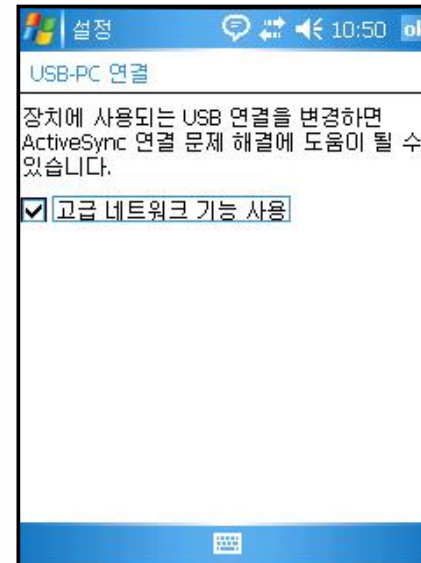 설정 10:50 ok
USB-PC 연결
장치에 사용되는 USB 연결을 변경하면
ActiveSync 연결 문제 해결에 도움이 될 수
있습니다.
고급 네트워크 기능 사용